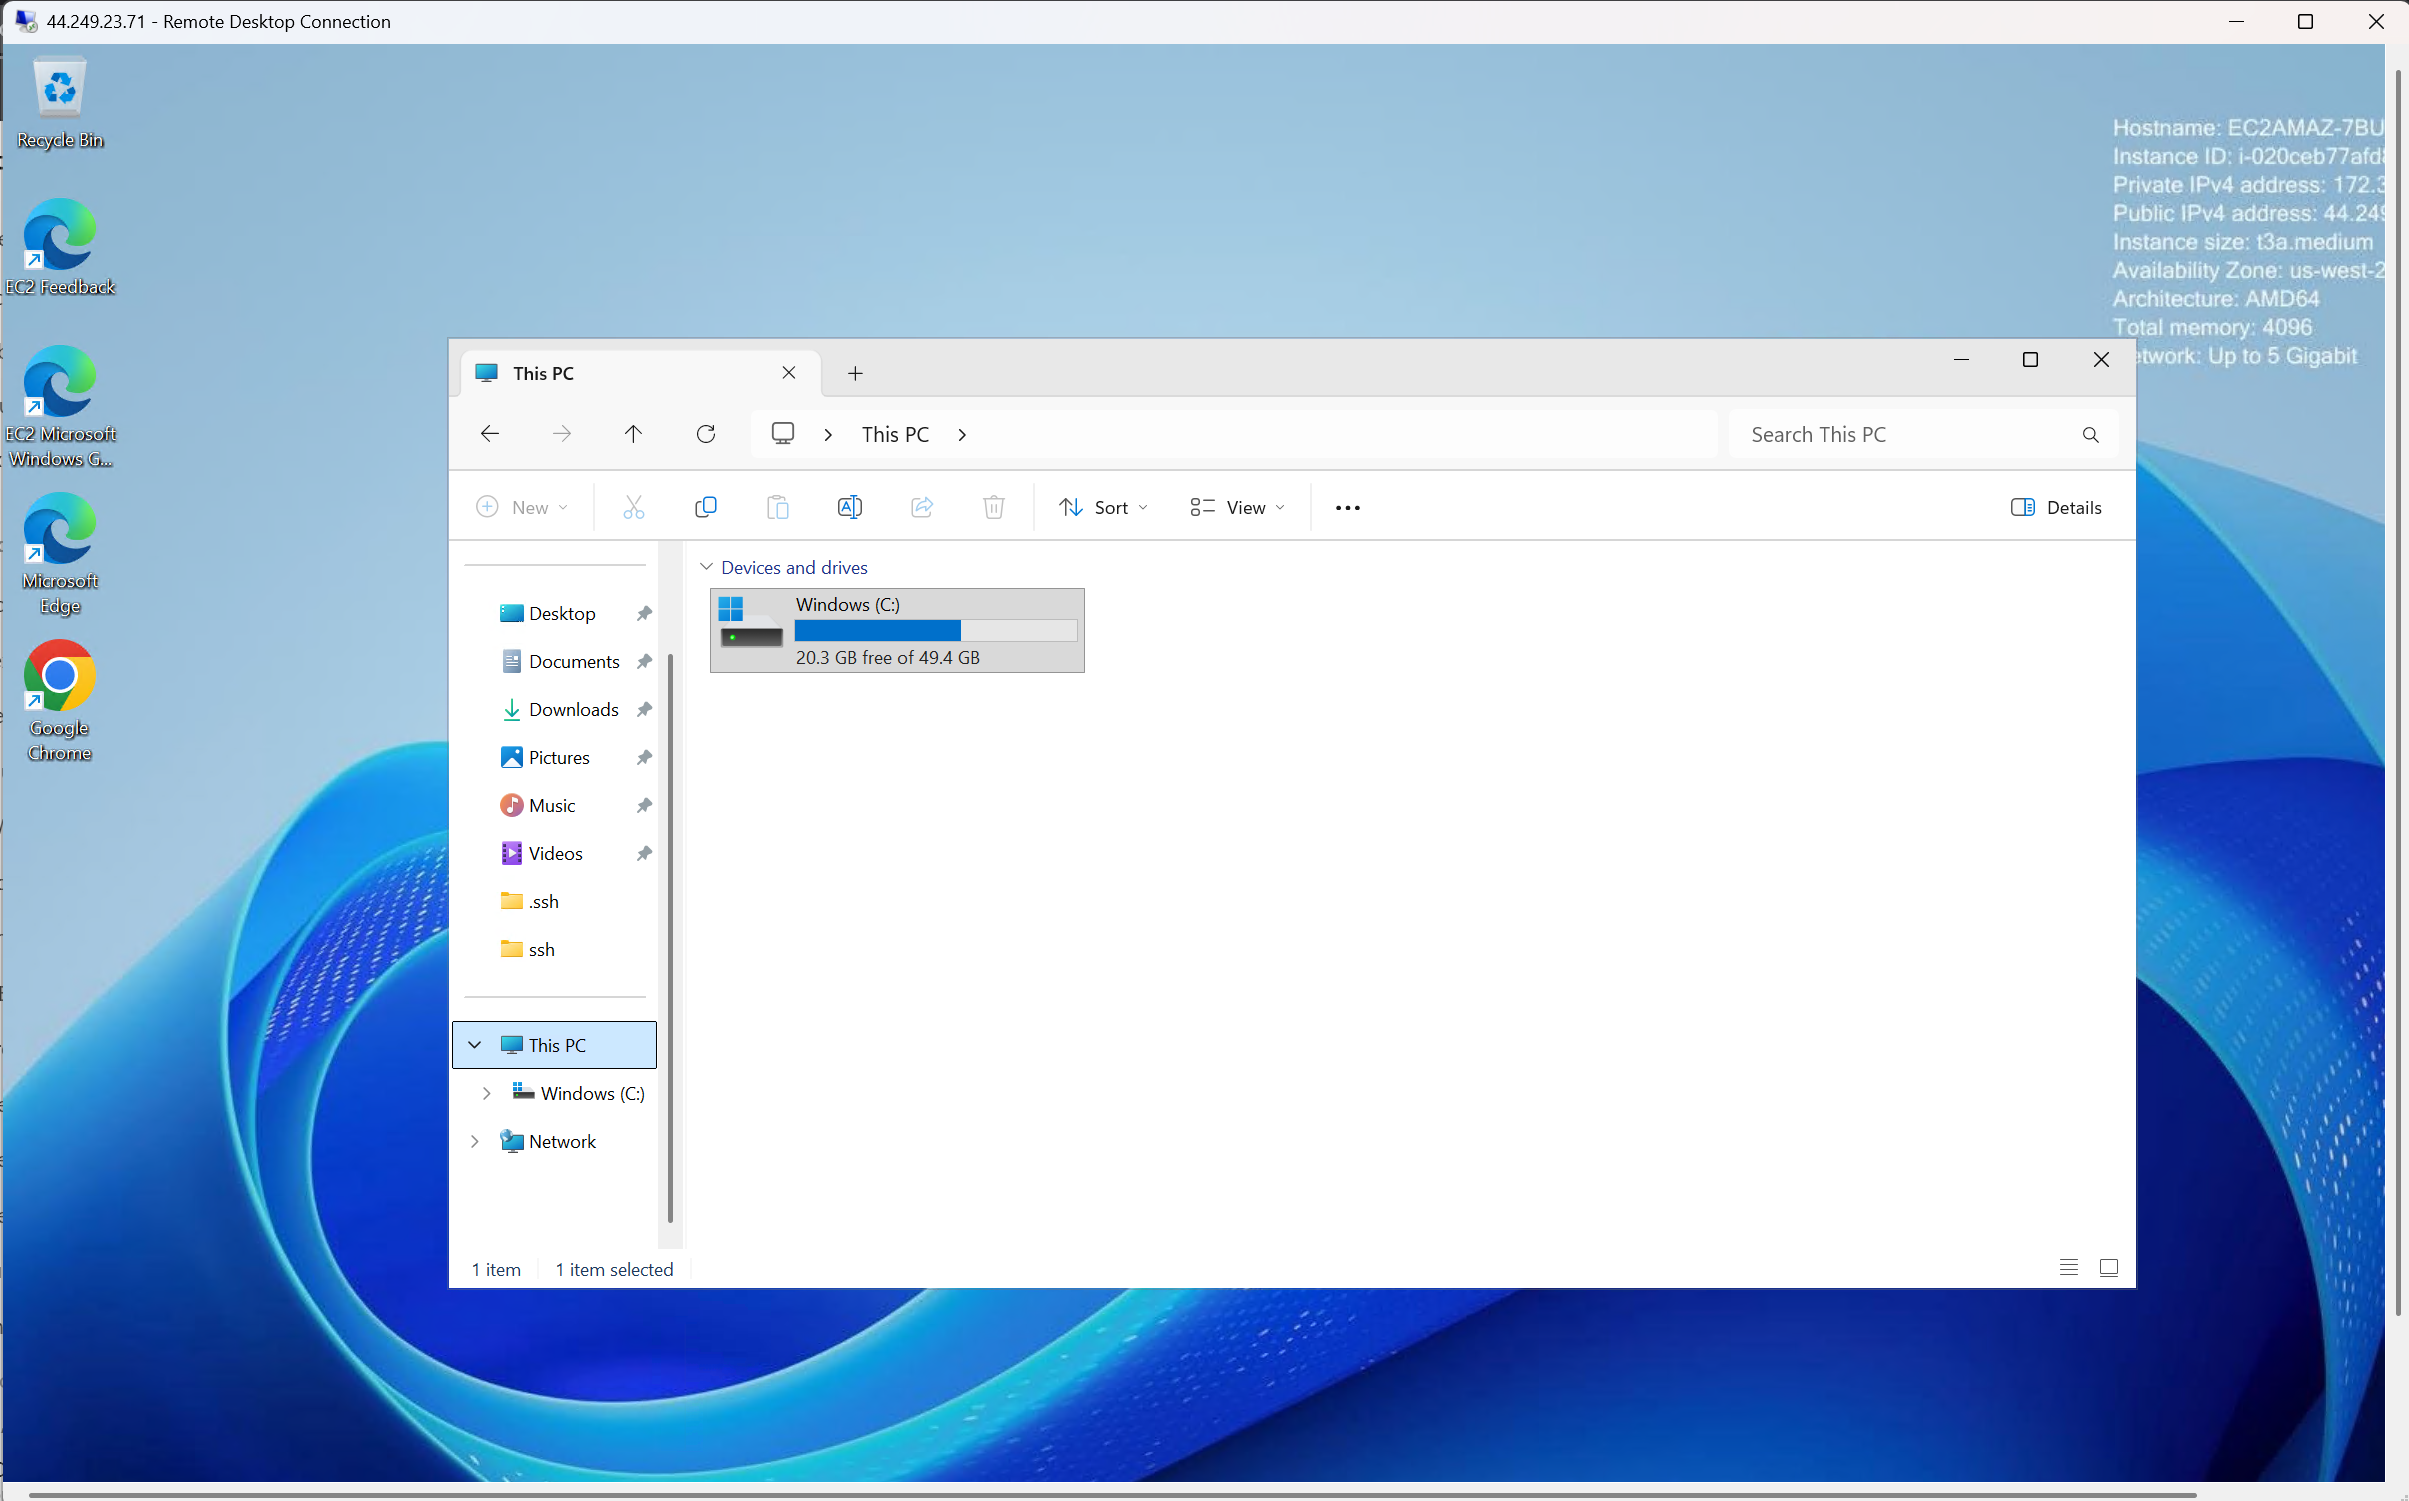 44.249.23.71 - Remote Desktop Connection
Recycle Bin
EC2 Feedback
EC2 Microsoft
Windows G...
Microsoft
Edge
Google
Chrome
Hostname: EC2AMAZ-7BU
Instance ID: i-020ceb77afd
Private IPv4 address: 172.3
Public IPv4 address: 44.249
Instance size: t3a.medium
Availability Zone: us-west-2
Architecture: AMD64
Total memory: 4096
etwork: Up to 5 Gigabit
This PC
This PC
Search This PC
New
Sort
View
Details
Desktop
Documents
Downloads
Pictures
Music
Videos
.ssh
ssh
This PC
Windows (C:)
Network
Devices and drives
Windows (C:)
20.3 GB free of 49.4 GB
1 item
1 item selected